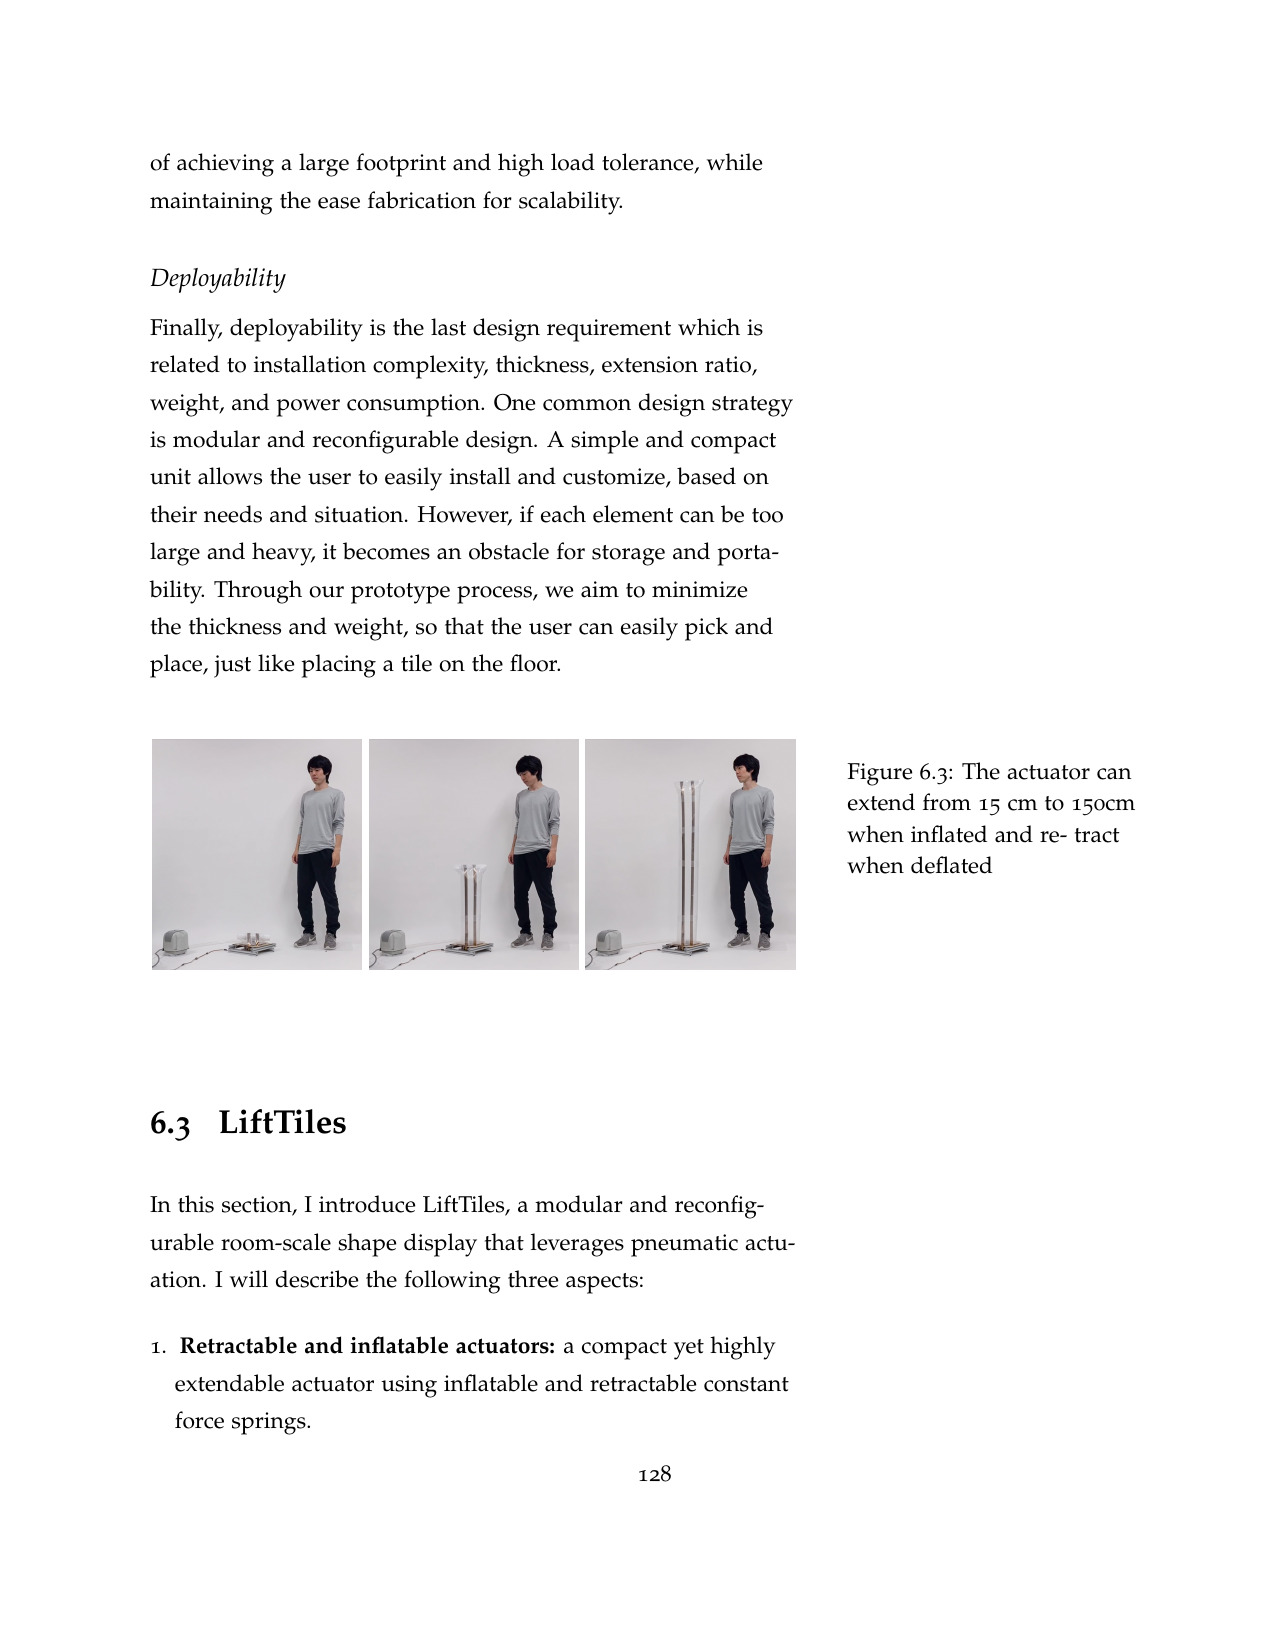 of achieving a large footprint and high load tolerance, while
maintaining the ease fabrication for scalability.
Deployability
Finally, deployability is the last design requirement which is
related to installation complexity, thickness, extension ratio,
weight, and power consumption. One common design strategy
is modular and reconfigurable design. A simple and compact
unit allows the user to easily install and customize, based on
their needs and situation. However, if each element can be too
large and heavy, it becomes an obstacle for storage and porta-
bility. Through our prototype process, we aim to minimize
the thickness and weight, so that the user can easily pick and
place, just like placing a tile on the floor.
Figure 6.3: The actuator can
extend from 15 cm to 150cm
when inflated and re- tract
when deflated
6.3 LiftTiles
In this section, I introduce LiftTiles, a modular and reconfig-
urable room-scale shape display that leverages pneumatic actu-
ation. I will describe the following three aspects:
1. Retractable and inflatable actuators: a compact yet highly
extendable actuator using inflatable and retractable constant
force springs.
128